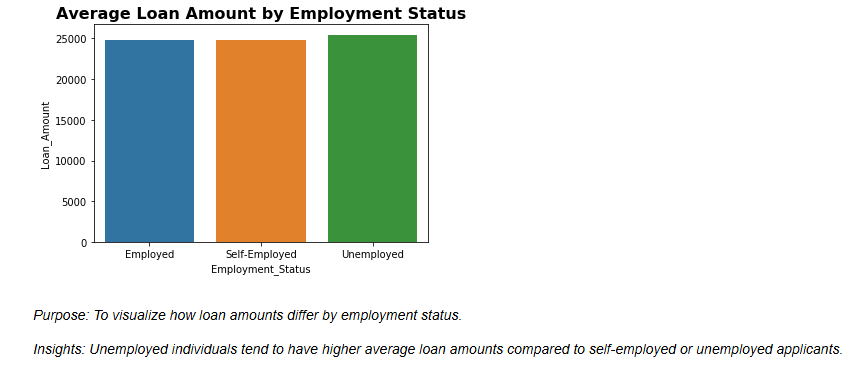 Average Loan Amount by Employment Status
25000
20000
15000
10000
5000
0
Loan_Amount
Employed
Self-Employed
Unemployed
Employment_Status
Purpose: To visualize how loan amounts differ by employment status.
Insights: Unemployed individuals tend to have higher average loan amounts compared to self-employed or unemployed applicants.